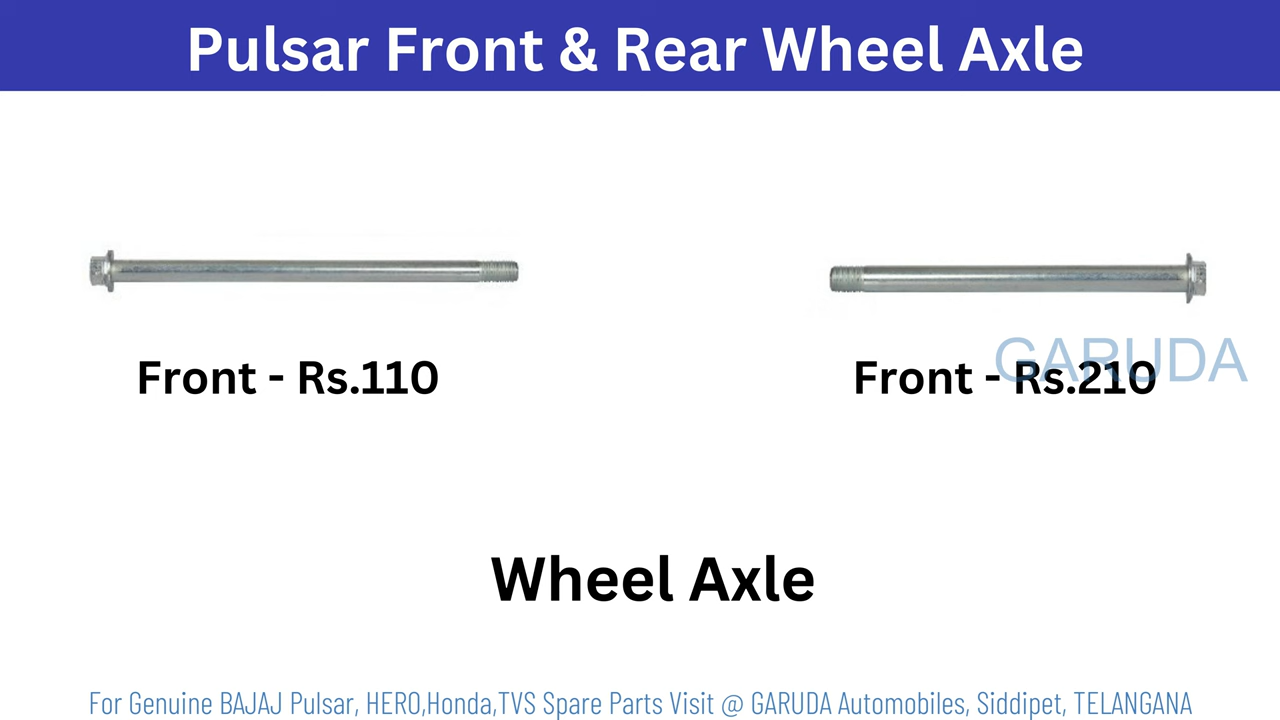 Pulsar Front & Rear Wheel Axle
Front - Rs.110
Front - Rs.210
GARUDA
Wheel Axle
For Genuine BAJAJ Pulsar, HERO,Honda,TVS Spare Parts Visit @ GARUDA Automobiles, Siddipet, TELANGANA